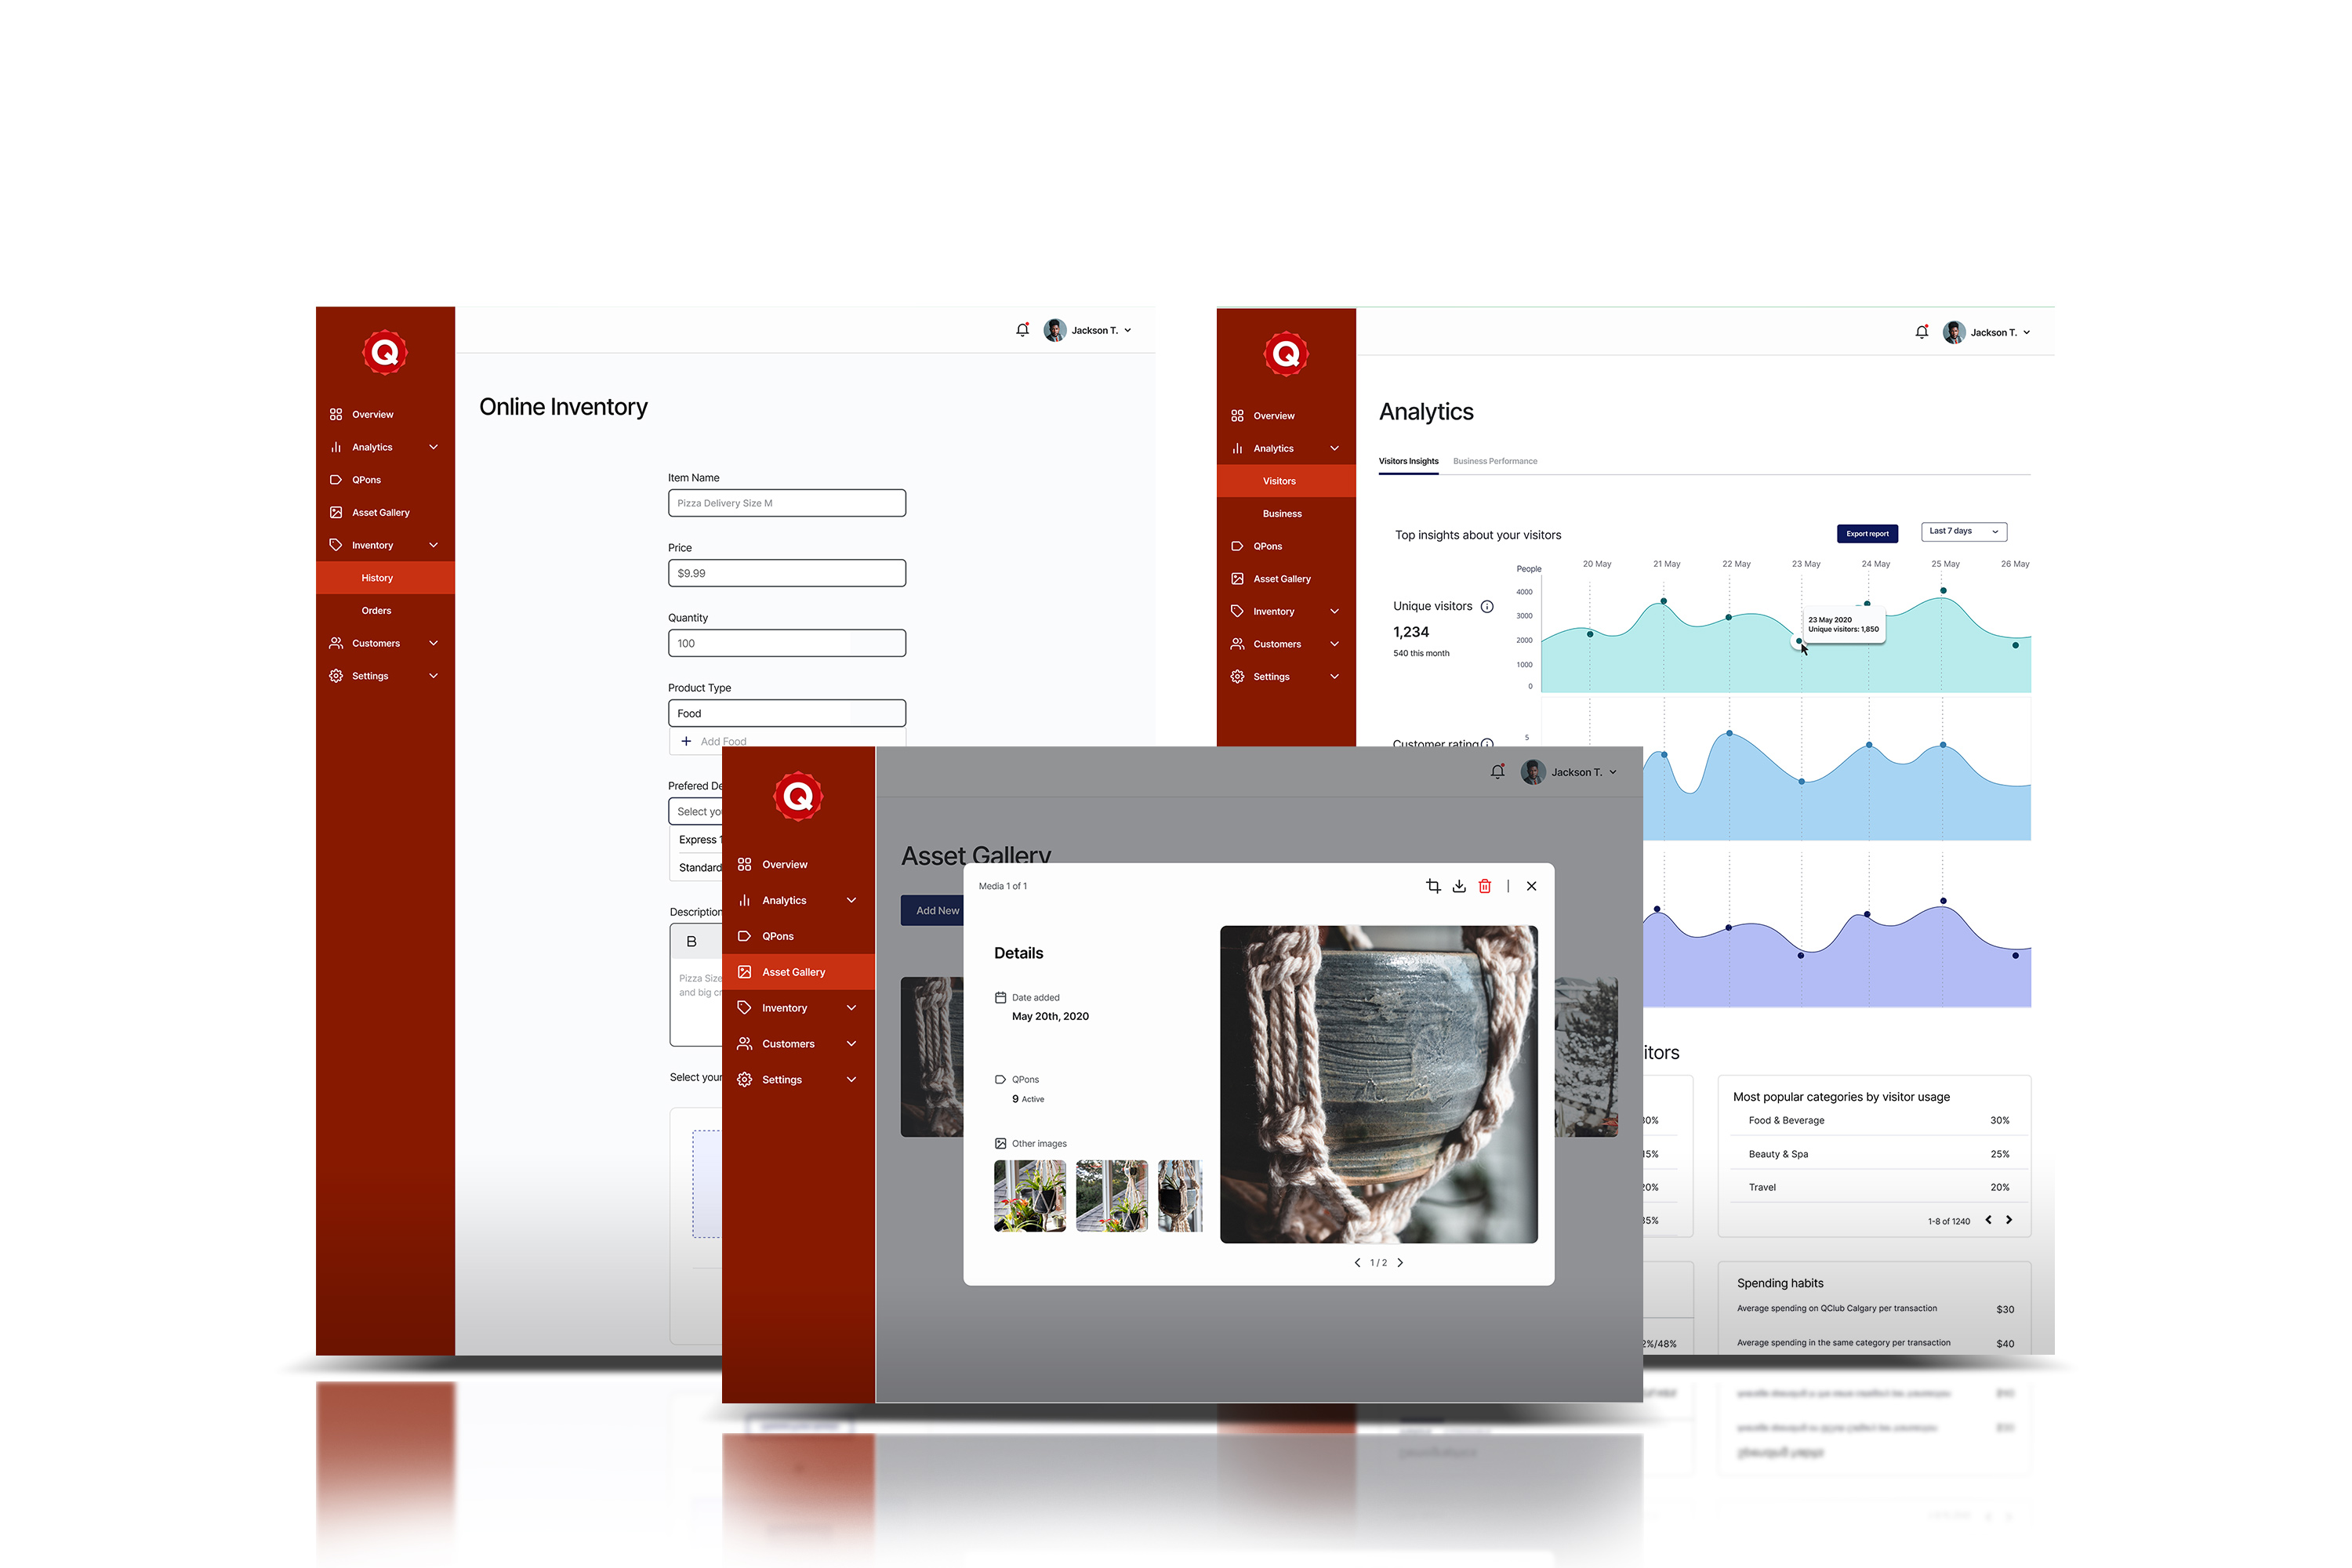 Q
Overview
Analytics
QPons
Asset Gallery
Inventory
History
Orders
Customers
Settings
Jackson T.
Online Inventory
Item Name
Pizza Delivery Size M
Price
$9.99
Quantity
100
Product Type
Food
+ Add Food
Prefered De
Select you
Express 1
Standard
Description
B
Pizza Size
and big cr
Select your
Q
Overview
Analytics
Visitors
Business
QPons
Asset Gallery
Inventory
Customers
Settings
Jackson T.
Analytics
Visitors Insights Business Performance
Top insights about your visitors
Export report
Last 7 days
People 20 May 21 May 22 May 23 May 24 May 25 May 26 May
4000
3000
2000
1000
0
Unique visitors
1,234
540 this month
23 May 2020
Unique visitors: 1,850
Customer rating
5
itors
Most popular categories by visitor usage
Food & Beverage 30%
Beauty & Spa 25%
Travel 20%
1-8 of 1240
Spending habits
Average spending on QClub Calgary per transaction $30
Average spending in the same category per transaction $40
2%/48%
Q
Overview
Analytics
QPons
Asset Gallery
Inventory
Customers
Settings
Jackson T.
Asset Gallery
Add New
Media 1 of 1
Details
Date added
May 20th, 2020
QPons
9 Active
Other images
1 / 2